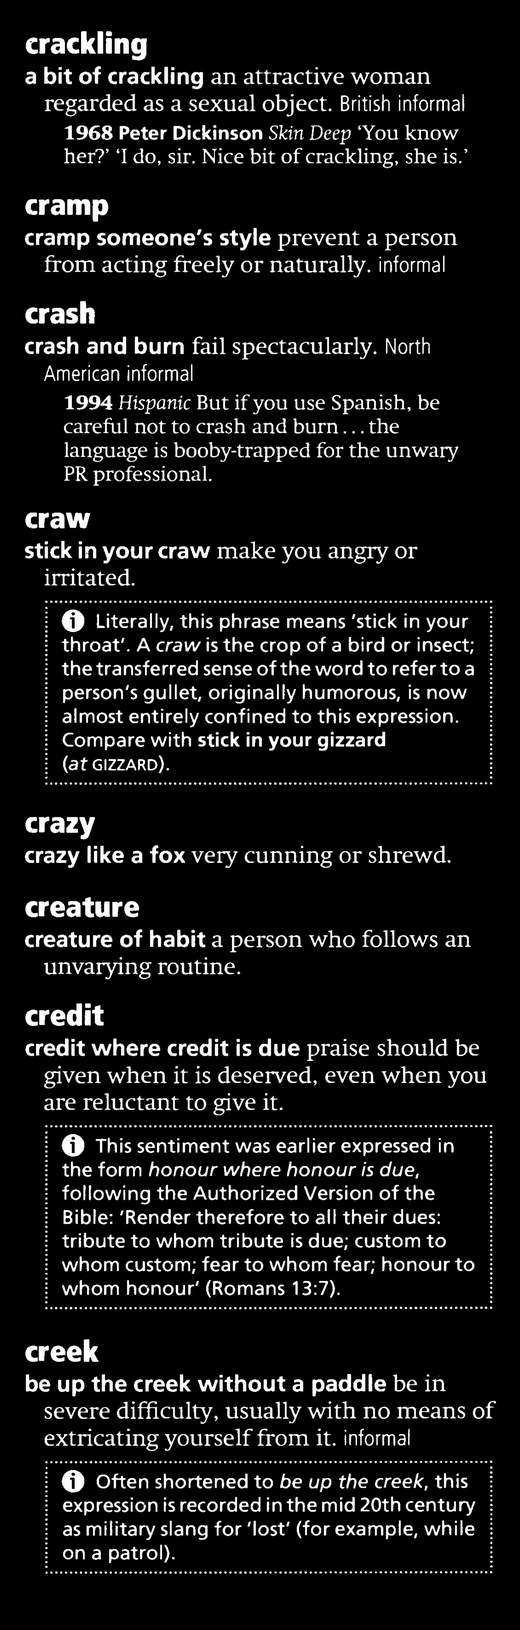 crackling
a bit of crackling an attractive woman
regarded as a sexual object. British informal
1968 Peter Dickinson Skin Deep ‘You know
her?’ ‘I do, sir. Nice bit of crackling, she is.’
cramp
cramp someone's style prevent a person
from acting freely or naturally. informal
crash
crash and burn fail spectacularly. North
American informal
1994 Hispanic But if you use Spanish, be
careful not to crash and burn...the
language is booby-trapped for the unwary
PR professional.
craw
stick in your craw make you angry or
irritated.
i Literally, this phrase means 'stick in your
throat'. A craw is the crop of a bird or insect;
the transferred sense of the word to refer to a
person's gullet, originally humorous, is now
almost entirely confined to this expression.
Compare with stick in your gizzard
(at GIZZARD).
crazy
crazy like a fox very cunning or shrewd.
creature
creature of habit a person who follows an
unvarying routine.
credit
credit where credit is due praise should be
given when it is deserved, even when you
are reluctant to give it.
i This sentiment was earlier expressed in
the form honour where honour is due,
following the Authorized Version of the
Bible: 'Render therefore to all their dues:
tribute to whom tribute is due; custom to
whom custom; fear to whom fear; honour to
whom honour' (Romans 13:7).
creek
be up the creek without a paddle be in
severe difficulty, usually with no means of
extricating yourself from it. informal
i Often shortened to be up the creek, this
expression is recorded in the mid 20th century
as military slang for 'lost' (for example, while
on a patrol).